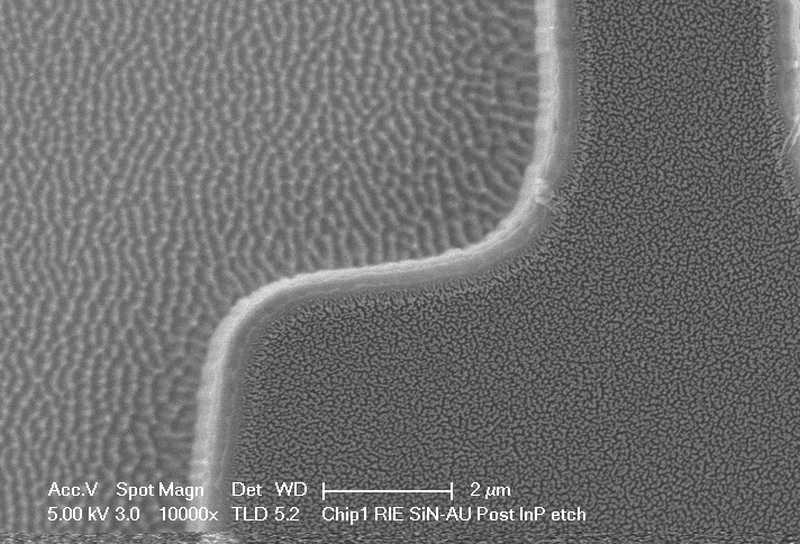 Acc.V Spot Magn Det WD 2 µm
5.00 kV 3.0 10000x TLD 5.2 Chip1 RIE SiN-AU Post InP etch